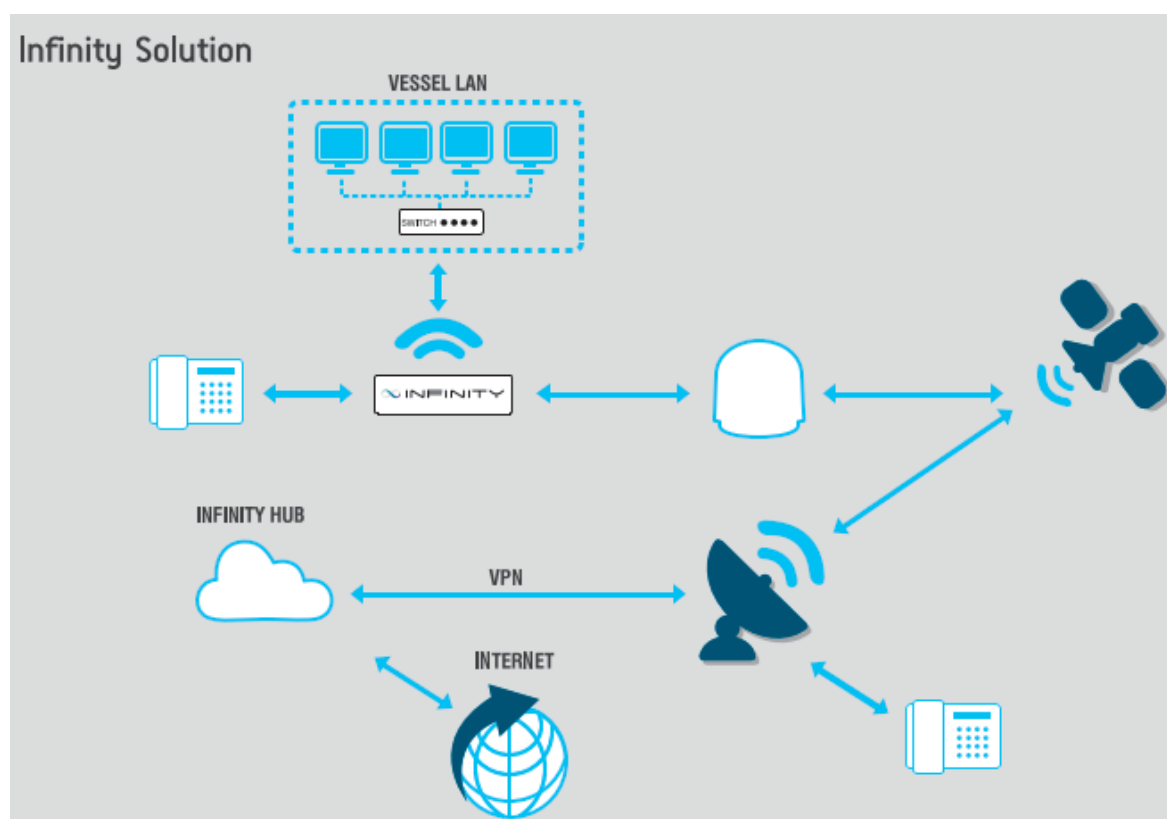 Infinity Solution
VESSEL LAN
SWITCH
INFINITY
INFINITY HUB
VPN
INTERNET